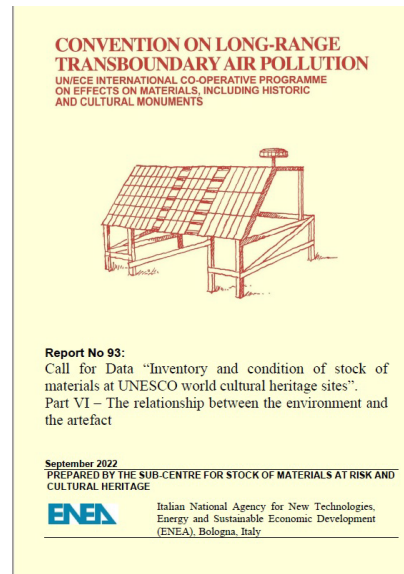 CONVENTION ON LONG-RANGE
TRANSBOUNDARY AIR POLLUTION
UN/ECE INTERNATIONAL CO-OPERATIVE PROGRAMME
ON EFFECTS ON MATERIALS, INCLUDING HISTORIC
AND CULTURAL MONUMENTS
Report No 93:
Call for Data “Inventory and condition of stock of
materials at UNESCO world cultural heritage sites”.
Part VI – The relationship between the environment and
the artefact
September 2022
PREPARED BY THE SUB-CENTRE FOR STOCK OF MATERIALS AT RISK AND
CULTURAL HERITAGE
ENEA
Italian National Agency for New Technologies,
Energy and Sustainable Economic Development
(ENEA), Bologna, Italy